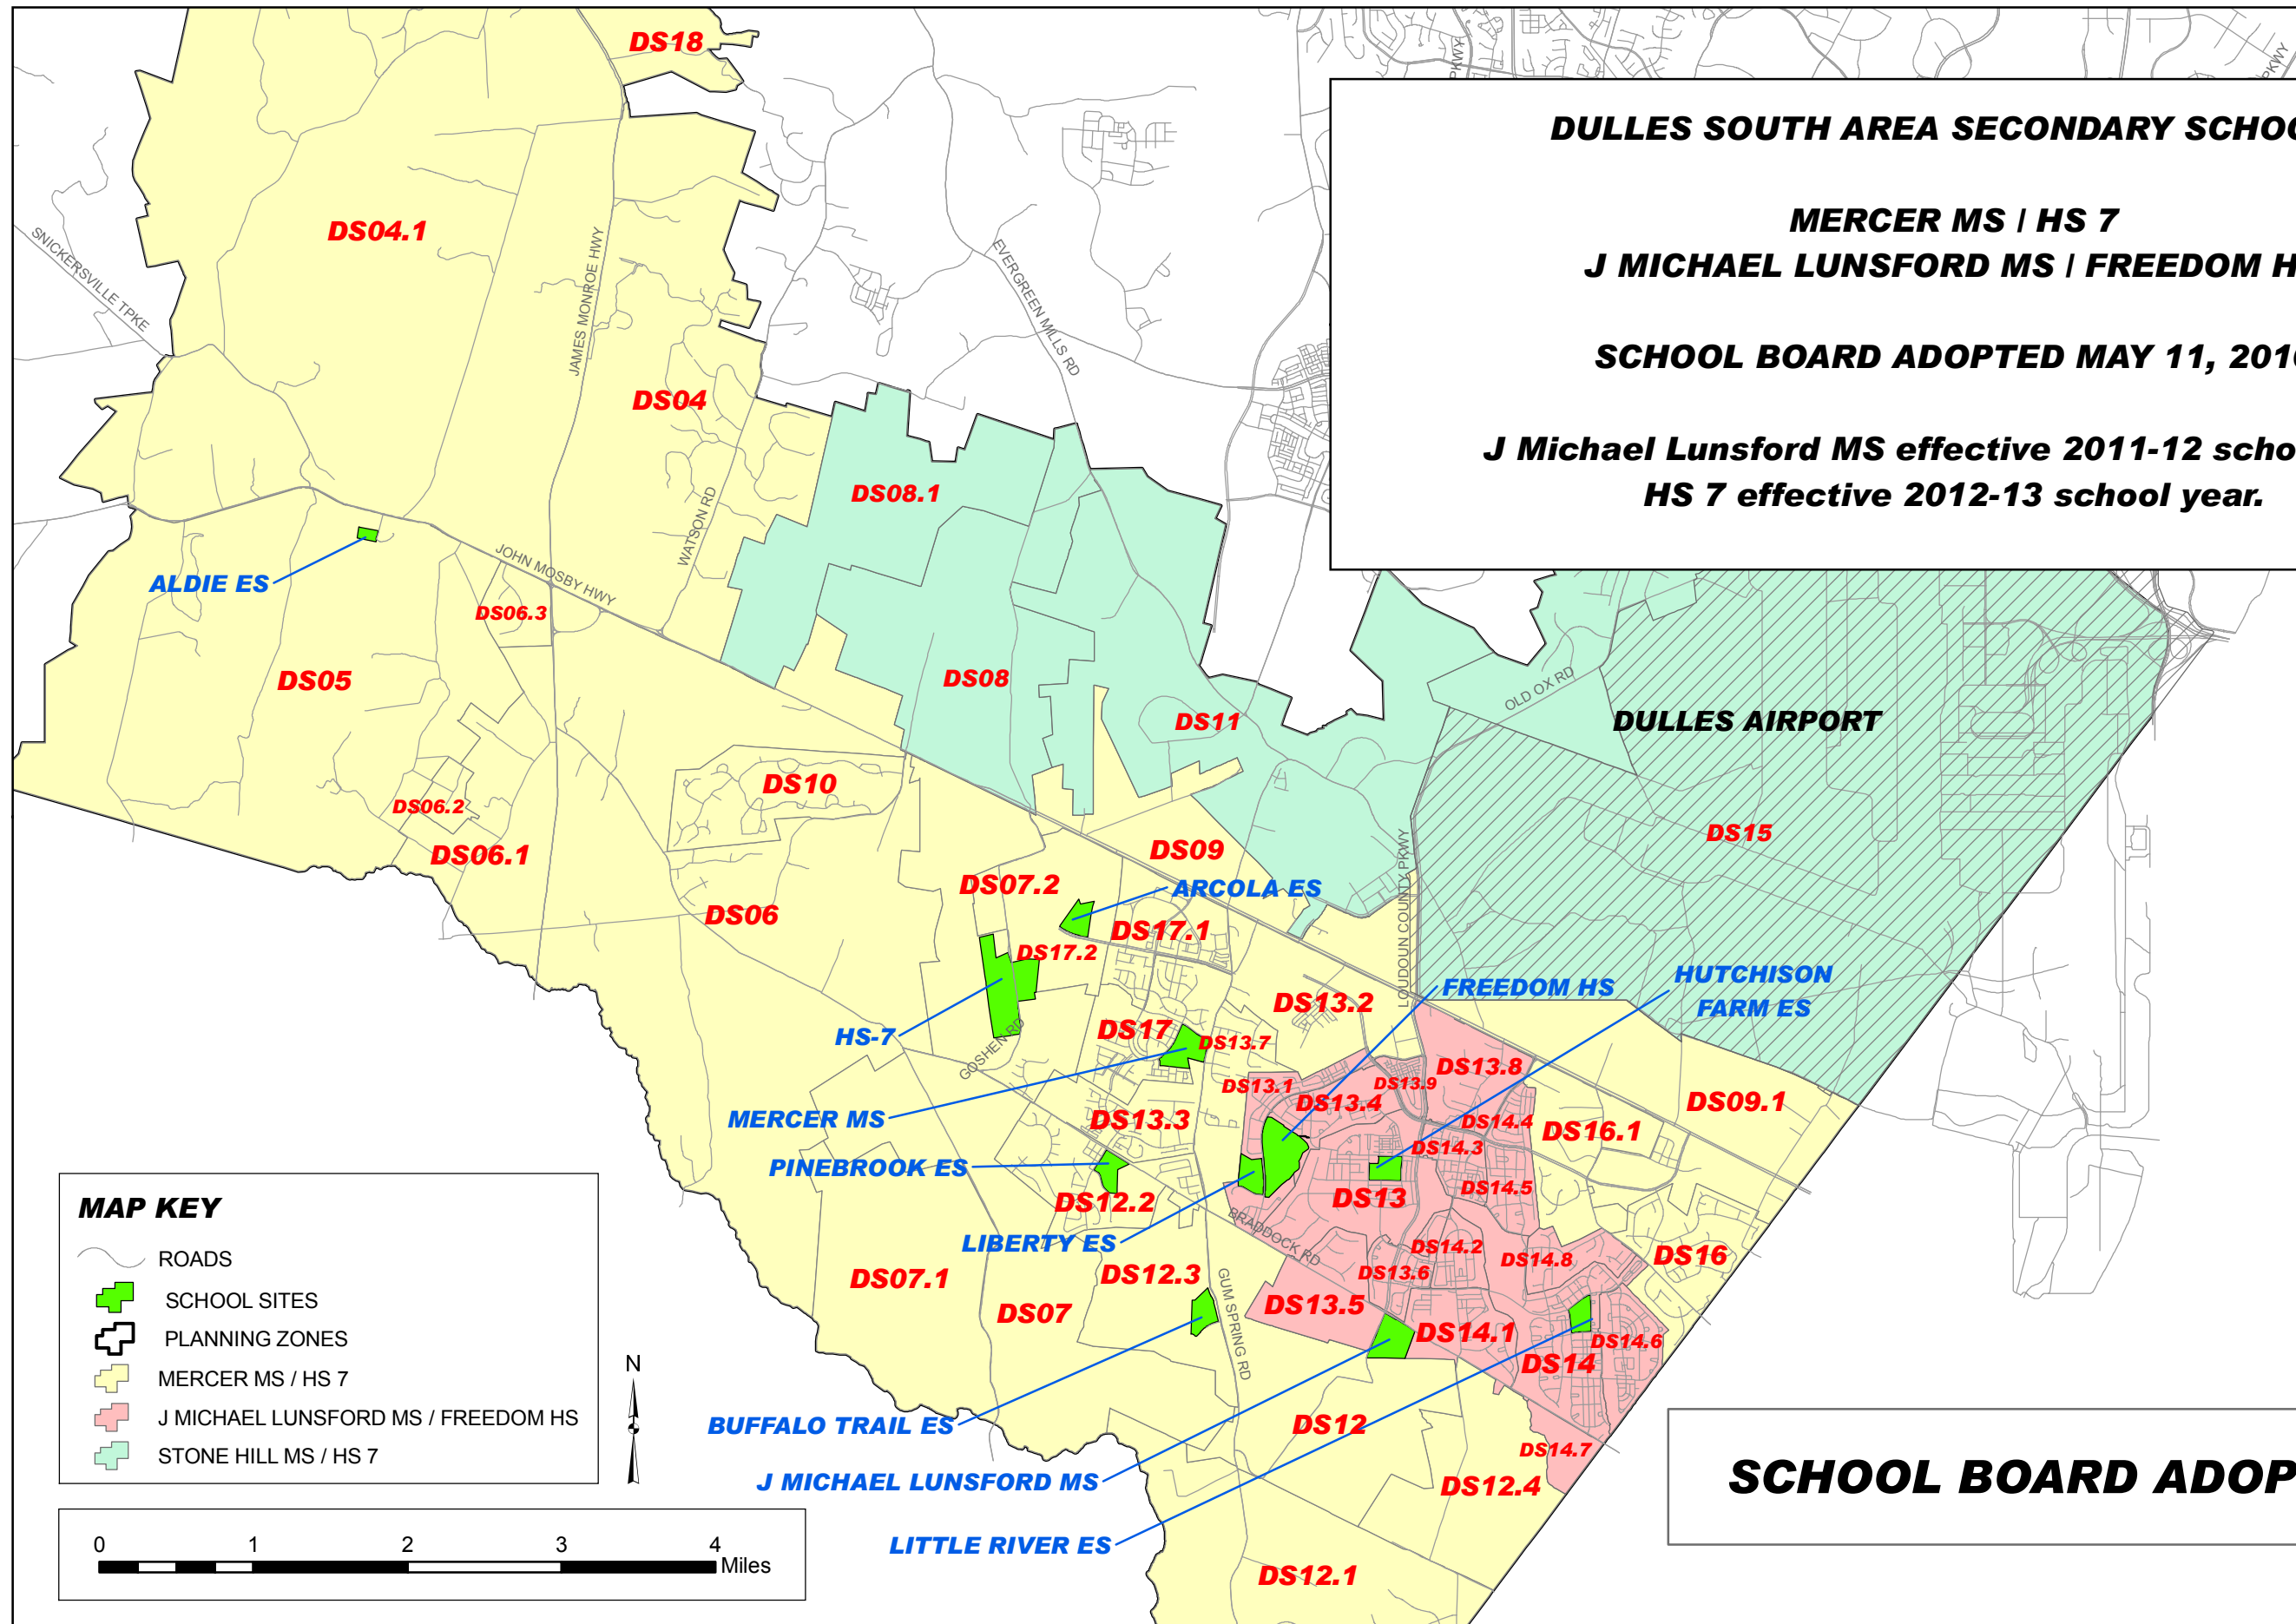 DS18
PKWY
PKWY
DULLES SOUTH AREA SECONDARY SCHOO
MERCER MS / HS 7
J MICHAEL LUNSFORD MS / FREEDOM H
SCHOOL BOARD ADOPTED MAY 11, 201
J Michael Lunsford MS effective 2011-12 scho
HS 7 effective 2012-13 school year.
DS04.1
SNICKERSVILLE TPKE
JAMES MONROE HWY
EVERGREEN MILLS RD
DS04
DS08.1
WATSON RD
JOHN MOSBY HWY
ALDIE ES
DS06.3
DS05
DS08
DS11
OLD OX RD
DULLES AIRPORT
DS10
DS06.2
DS06.1
DS15
DS09
LOUDOUN COUNTY PKWY
DS07.2
ARCOLA ES
DS06
DS17.1
DS17.2
FREEDOM HS
HUTCHISON
FARM ES
DS13.2
HS-7
GOSHEN RD
DS17
DS13.7
DS13.8
DS13.1
DS13.9
DS13.4
DS09.1
MERCER MS
DS13.3
DS14.4
DS16.1
DS14.3
PINEBROOK ES
DS12.2
DS13
DS14.5
BRADDOCK RD
LIBERTY ES
DS14.2
DS14.8
DS16
DS07.1
DS12.3
DS13.6
GUM SPRING RD
DS07
DS13.5
DS14.1
DS14.6
DS14
BUFFALO TRAIL ES
DS12
DS14.7
J MICHAEL LUNSFORD MS
DS12.4
LITTLE RIVER ES
DS12.1
MAP KEY
ROADS
SCHOOL SITES
PLANNING ZONES
MERCER MS / HS 7
J MICHAEL LUNSFORD MS / FREEDOM HS
STONE HILL MS / HS 7
N
0 1 2 3 4
Miles
SCHOOL BOARD ADOP